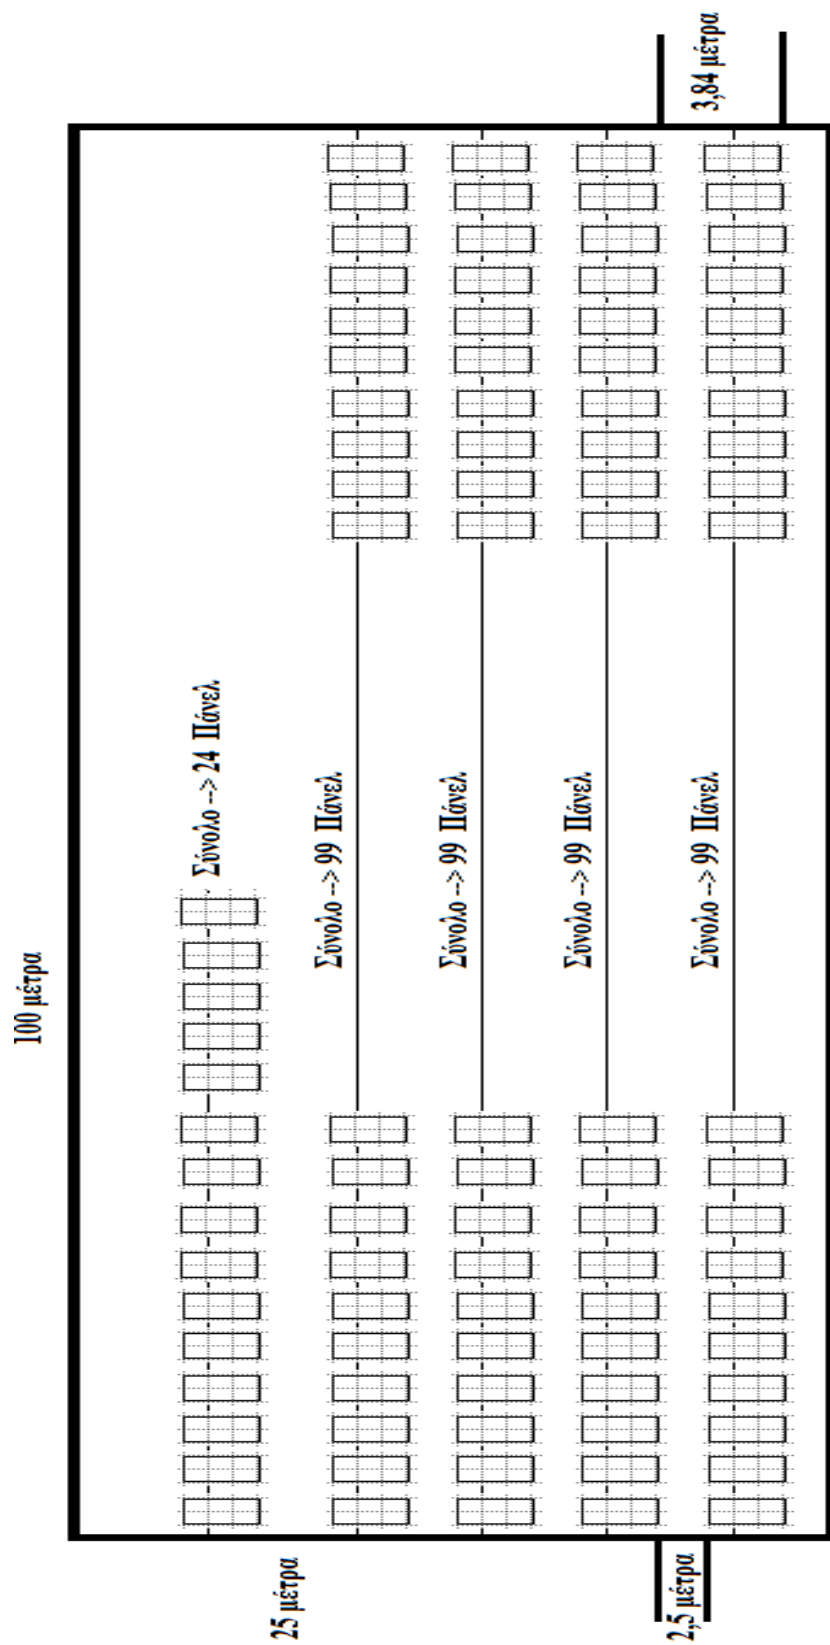 100 μέτρα
25 μέτρα
Σύνολο --> 24 Πάνελ
Σύνολο --> 99 Πάνελ
Σύνολο --> 99 Πάνελ
Σύνολο --> 99 Πάνελ
Σύνολο --> 99 Πάνελ
2,5 μέτρα
3,84 μέτρα